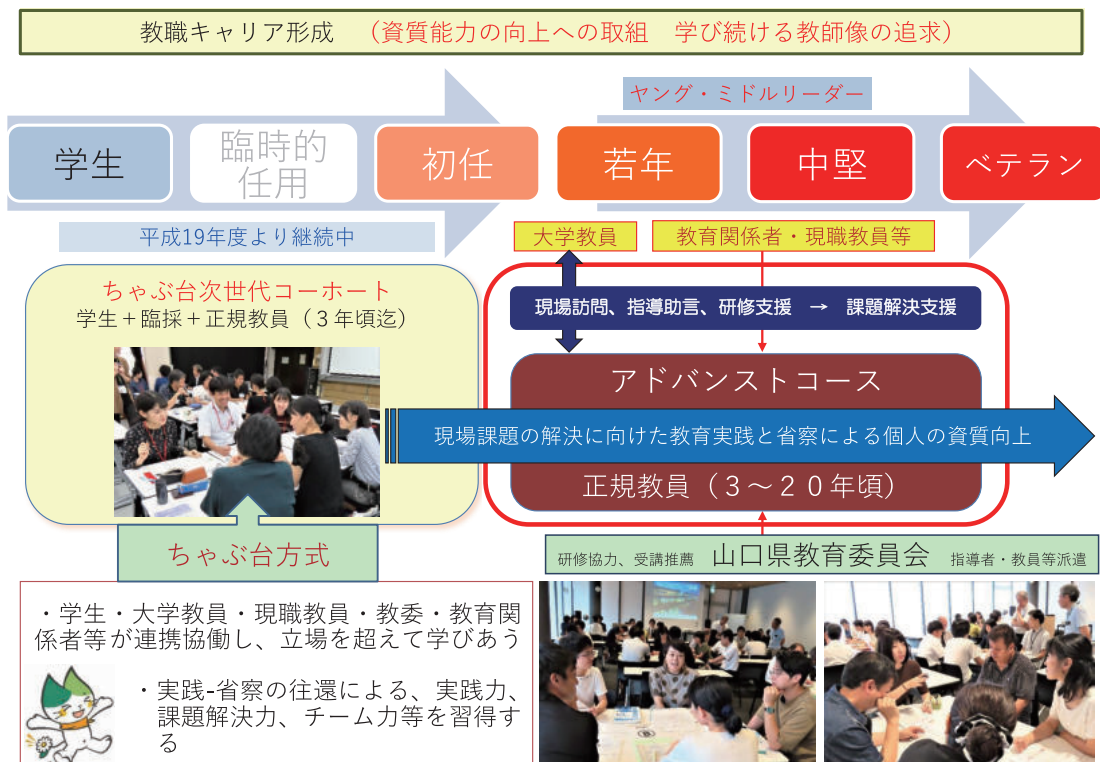 教職キャリア形成　（資質能力の向上への取組　学び続ける教師像の追求）
ヤング・ミドルリーダー
学生
臨時的
任用
初任
若年
中堅
ベテラン
平成19年度より継続中
大学教員
教育関係者・現職教員等
ちゃぶ台次世代コーホート
学生＋臨採＋正規教員（３年頃迄）
現場訪問、指導助言、研修支援　→　課題解決支援
アドバンストコース
現場課題の解決に向けた教育実践と省察による個人の資質向上
正規教員（３～２０年頃）
ちゃぶ台方式
研修協力、受講推薦　山口県教育委員会　指導者・教員等派遣
・学生・大学教員・現職教員・教委・教育関
係者等が連携協働し、立場を超えて学びあう
・実践-省察の往還による、実践力、
課題解決力、チーム力等を習得す
る